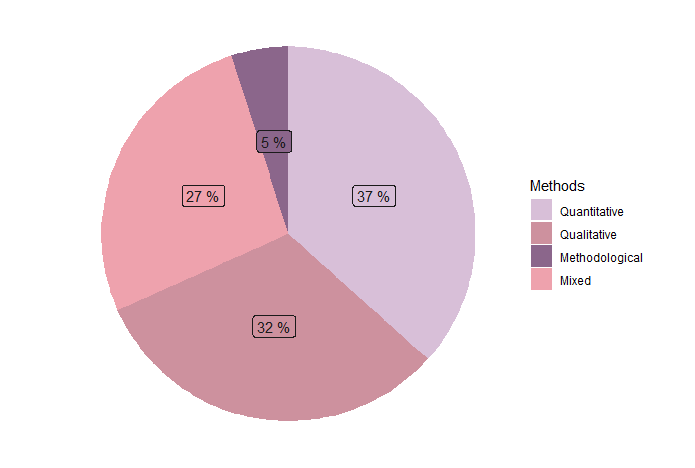 5 %
27 %
37 %
32 %
Methods
Quantitative
Qualitative
Methodological
Mixed